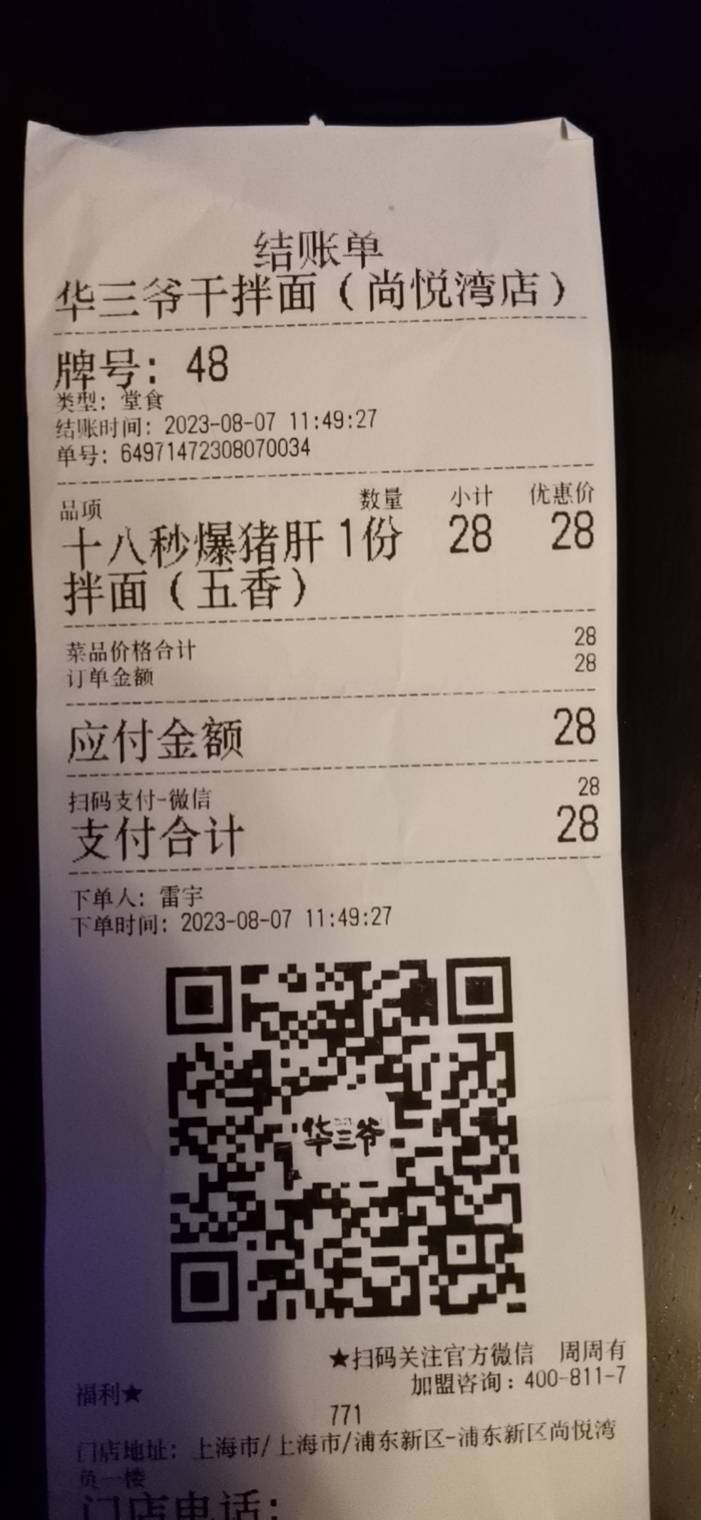 结账单
华三爷干拌面（尚悦湾店）
牌号: 48
类型: 堂食
结账时间: 2023-08-07 11:49:27
单号: 64971472308070034
品项 数量 小计 优惠价
十八秒爆猪肝 1份 28 28
拌面（五香）
菜品价格合计 28
订单金额 28
应付金额 28
扫码支付-微信 28
支付合计 28
下单人: 雷宇
下单时间: 2023-08-07 11:49:27
华三爷
★扫码关注官方微信 周周有
福利★ 加盟咨询: 400-811-7
771
门店地址: 上海市/上海市/浦东新区-浦东新区尚悦湾
负一楼
门店电话: